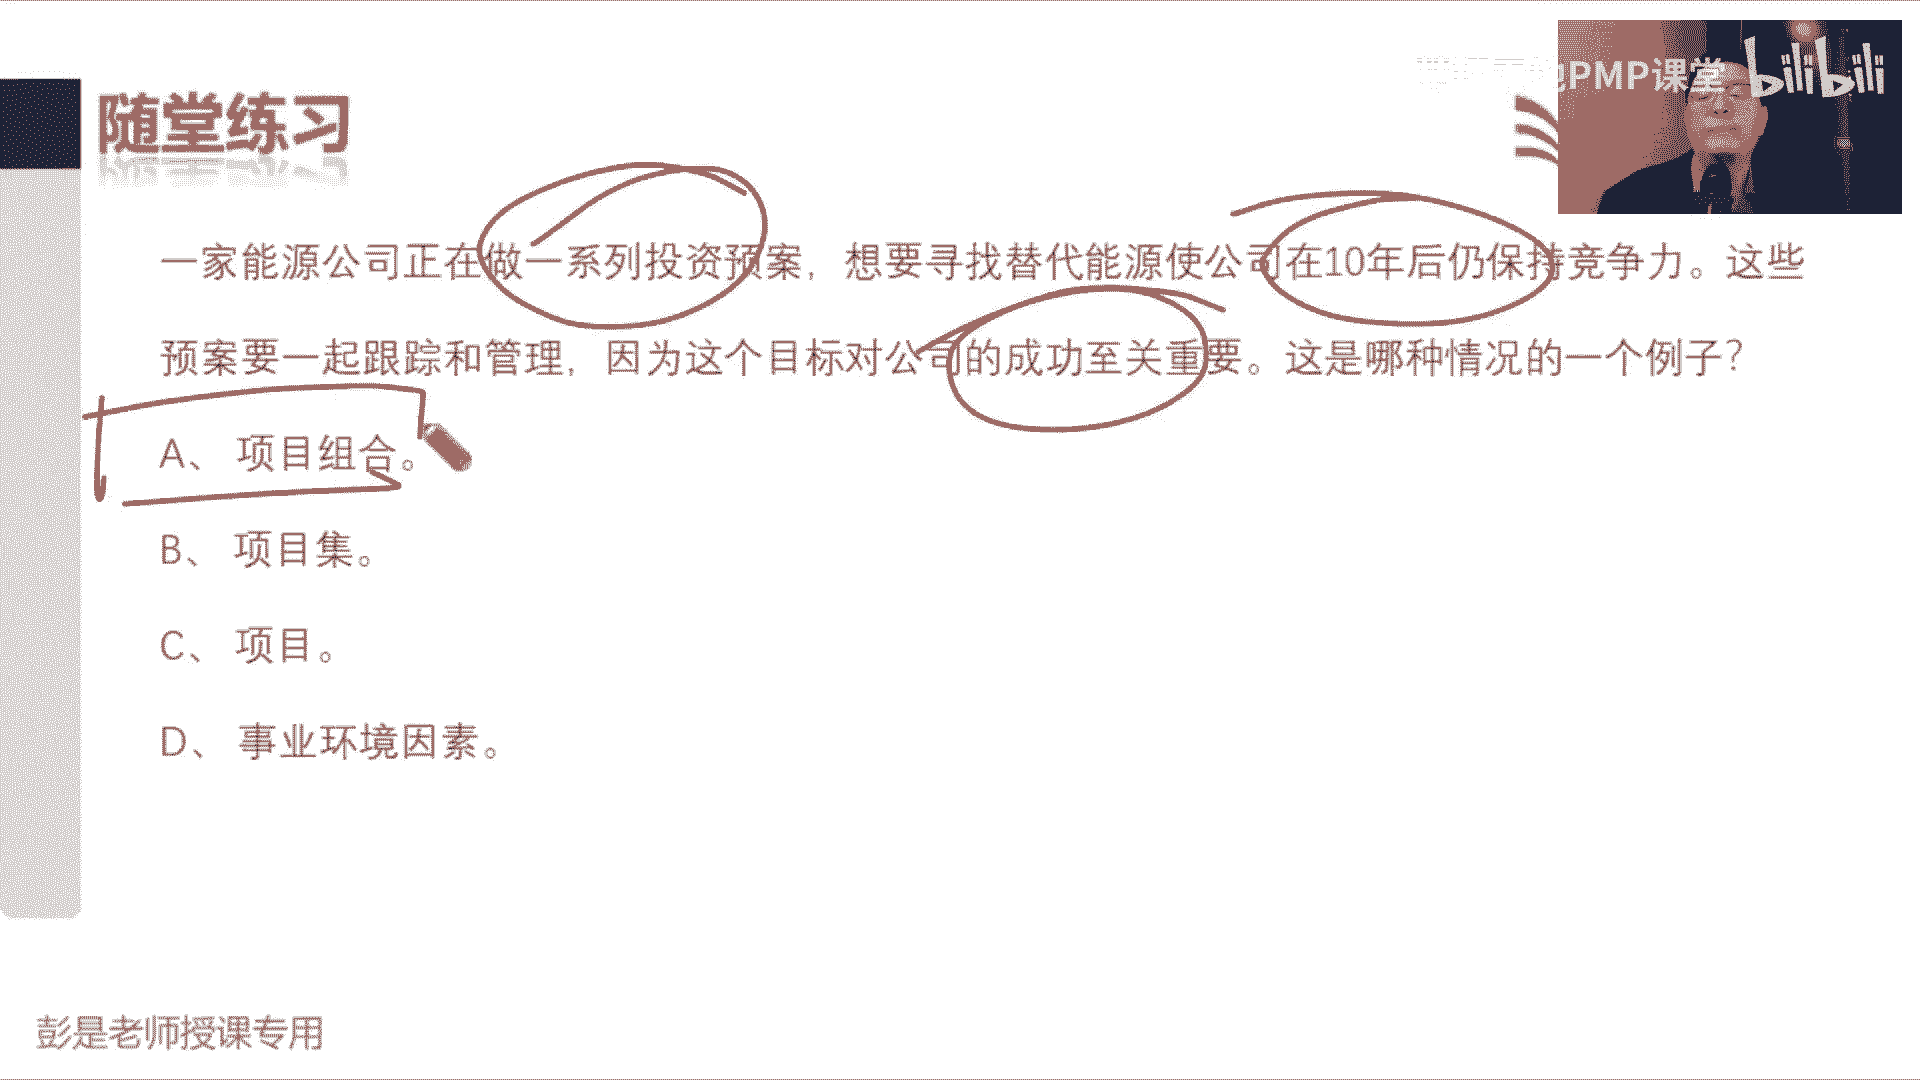 PMP课堂 bilibili
随堂练习
一家能源公司正在做一系列投资预案，想要寻找替代能源使公司在10年后仍保持竞争力。这些
预案要一起跟踪和管理，因为这个目标对公司的成功至关重要。这是哪种情况的一个例子？
A、 项目组合。
B、 项目集。
C、 项目。
D、 事业环境因素。
彭是老师授课专用